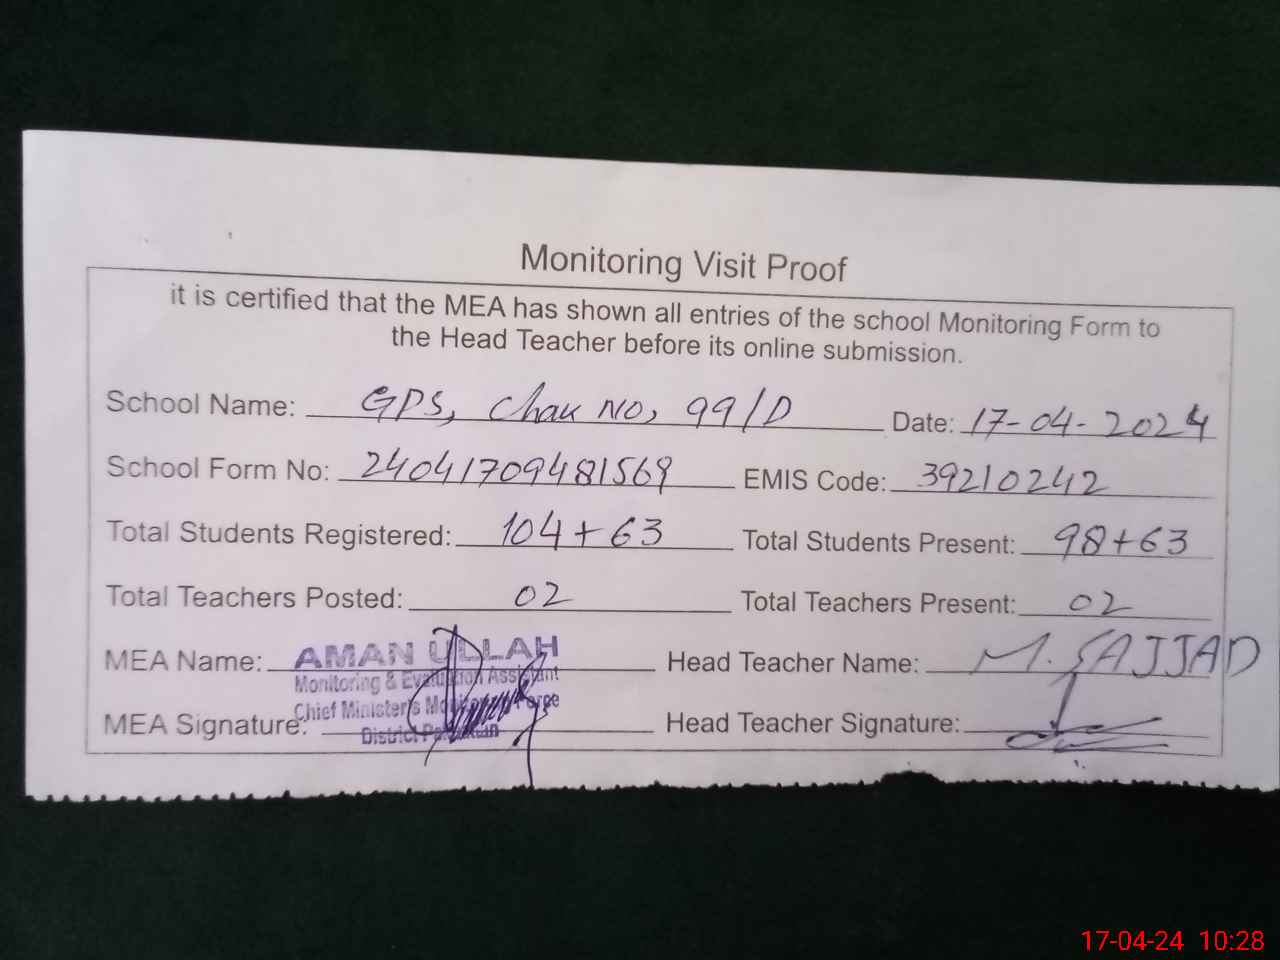 Monitoring Visit Proof
it is certified that the MEA has shown all entries of the school Monitoring Form to
the Head Teacher before its online submission.
School Name: GPS, Chak NO, 99/D Date: 17-04-2024
School Form No: 24041709481569 EMIS Code: 39210242
Total Students Registered: 104+63 Total Students Present: 98+63
Total Teachers Posted: 02 Total Teachers Present: 02
MEA Name: AMAN ULLAH Head Teacher Name: M. SAJJAD
Monitoring & Evaluation Assistant
Chief Minister's Monitoring Force
MEA Signature: Head Teacher Signature:
District
17-04-24 10:28